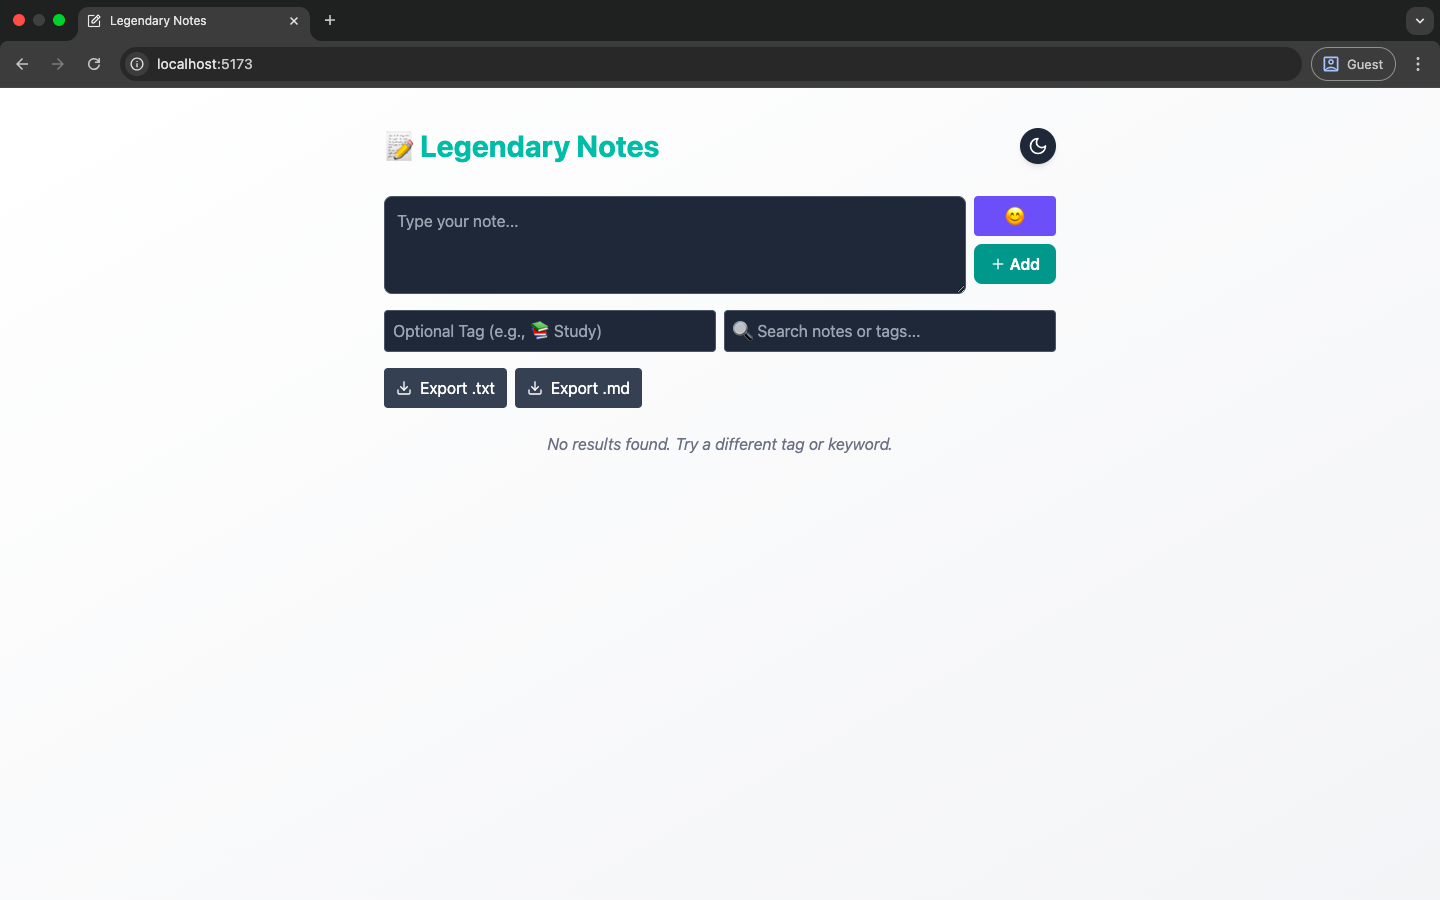 Legendary Notes
localhost:5173
Guest
📝 Legendary Notes
Type your note...
😊
+ Add
Optional Tag (e.g., 📚 Study)
🔍 Search notes or tags...
Export .txt
Export .md
No results found. Try a different tag or keyword.